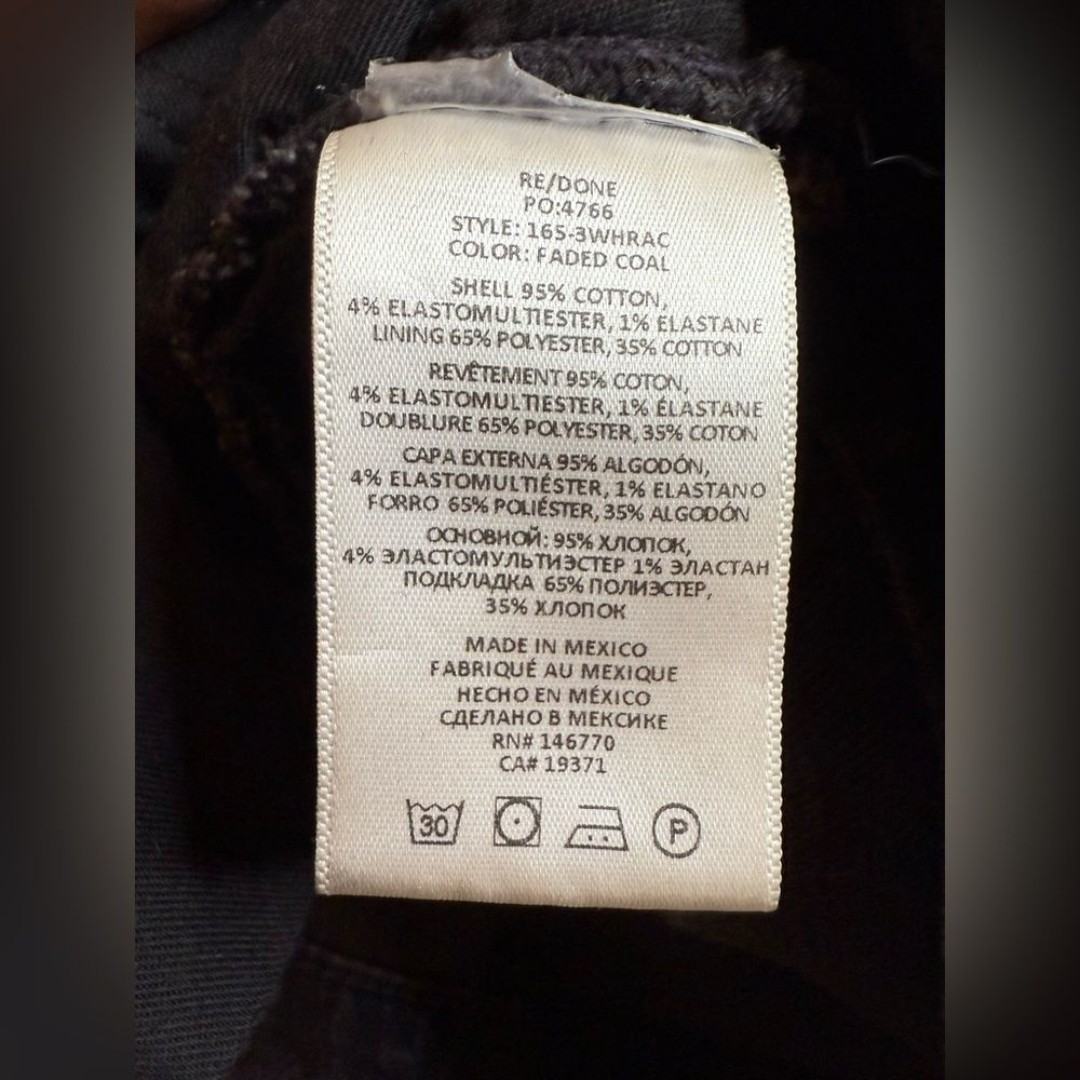 RE/DONE
PO:4766
STYLE: 165-3WHRAC
COLOR: FADED COAL
SHELL 95% COTTON,
4% ELASTOMULTIESTER, 1% ELASTANE
LINING 65% POLYESTER, 35% COTTON
REVÊTEMENT 95% COTON,
4% ELASTOMULTIESTER, 1% ÉLASTANE
DOUBLURE 65% POLYESTER, 35% COTON
CAPA EXTERNA 95% ALGODÓN,
4% ELASTOMULTIÉSTER, 1% ELASTANO
FORRO 65% POLIÉSTER, 35% ALGODÓN
ОСНОВНОЙ: 95% ХЛОПОК,
4% ЭЛАСТОМУЛЬТИЭСТЕР 1% ЭЛАСТАН
ПОДКЛАДКА 65% ПОЛИЭСТЕР,
35% ХЛОПОК
MADE IN MEXICO
FABRIQUÉ AU MEXIQUE
HECHO EN MÉXICO
СДЕЛАНО В МЕКСИКЕ
RN# 146770
CA# 19371
30 P